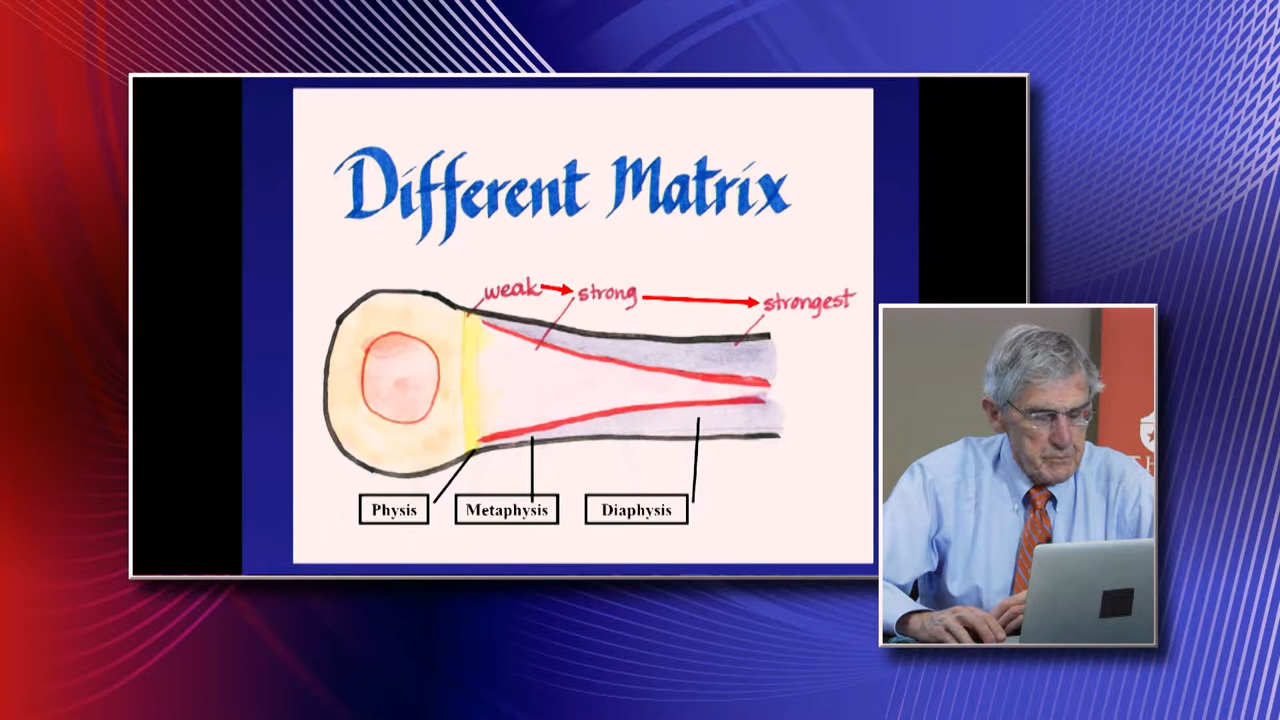 Different Matrix
weak strong strongest
Physis Metaphysis Diaphysis